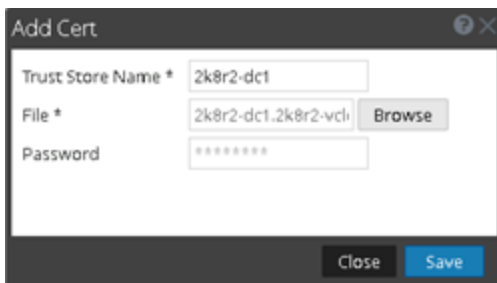 Add Cert
Trust Store Name * 2k8r2-dc1
File * 2k8r2-dc1.2k8r2-vcl Browse
Password ********
Close Save